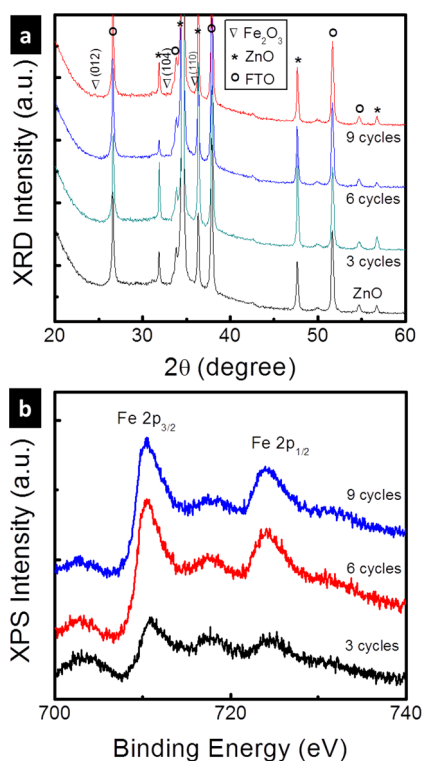 a
▽ Fe₂O₃
* ZnO
o FTO
◁ (012)
◁ (104)
◁ (110)
9 cycles
6 cycles
3 cycles
ZnO
XRD Intensity (a.u.)
20 30 40 50 60
2θ (degree)
b
Fe 2p₃/₂
Fe 2p₁/₂
9 cycles
6 cycles
3 cycles
XPS Intensity (a.u.)
700 720 740
Binding Energy (eV)